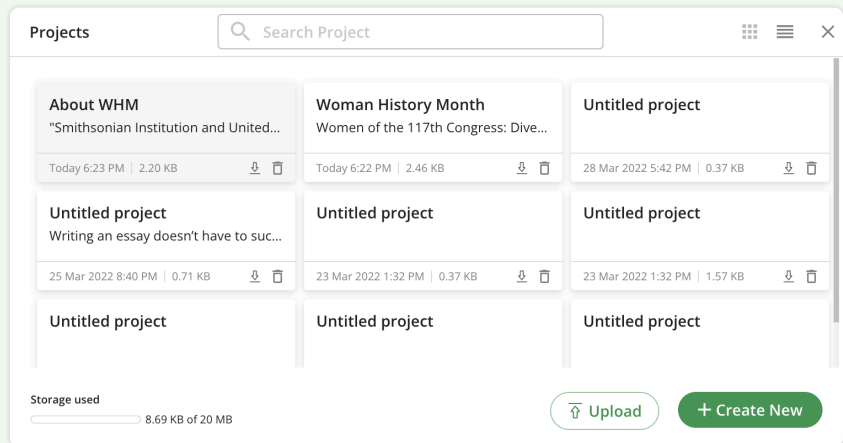 Projects
Search Project
About WHM
"Smithsonian Institution and United...
Today 6:23 PM | 2.20 KB
Woman History Month
Women of the 117th Congress: Dive...
Today 6:22 PM | 2.46 KB
Untitled project
28 Mar 2022 5:42 PM | 0.37 KB
Untitled project
Writing an essay doesn’t have to suc...
25 Mar 2022 8:40 PM | 0.71 KB
Untitled project
23 Mar 2022 1:32 PM | 0.37 KB
Untitled project
23 Mar 2022 1:32 PM | 1.57 KB
Untitled project
Untitled project
Untitled project
Storage used
8.69 KB of 20 MB
Upload
+ Create New